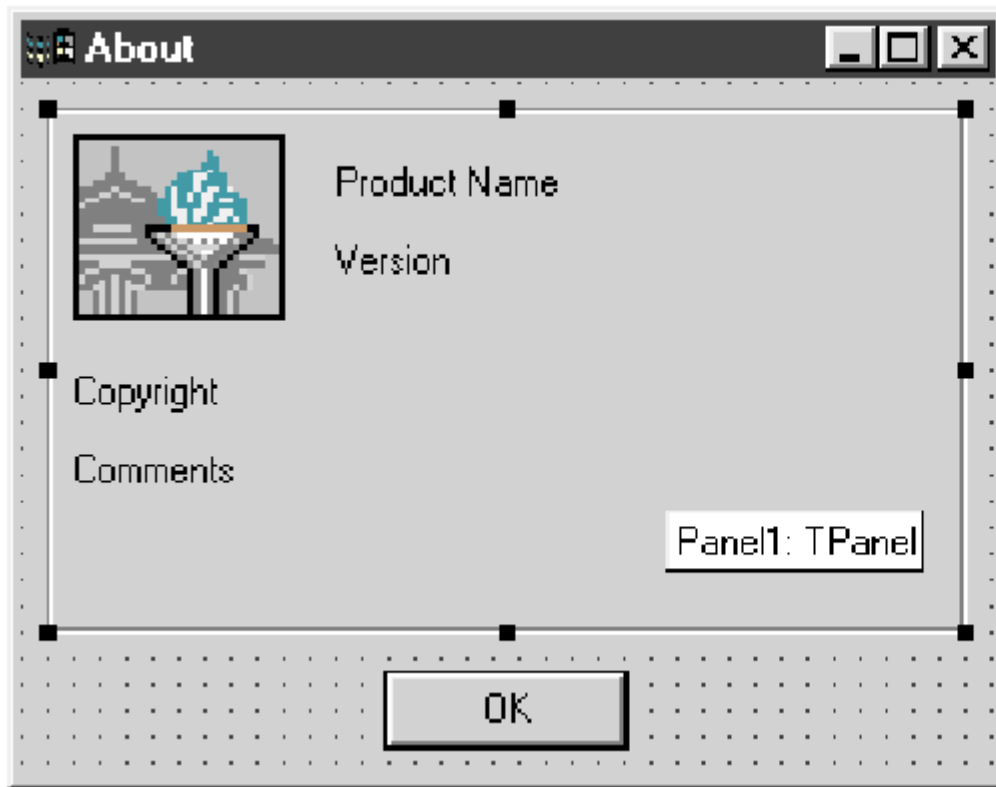 About
Product Name
Version
Copyright
Comments
Panel1: TPanel
OK